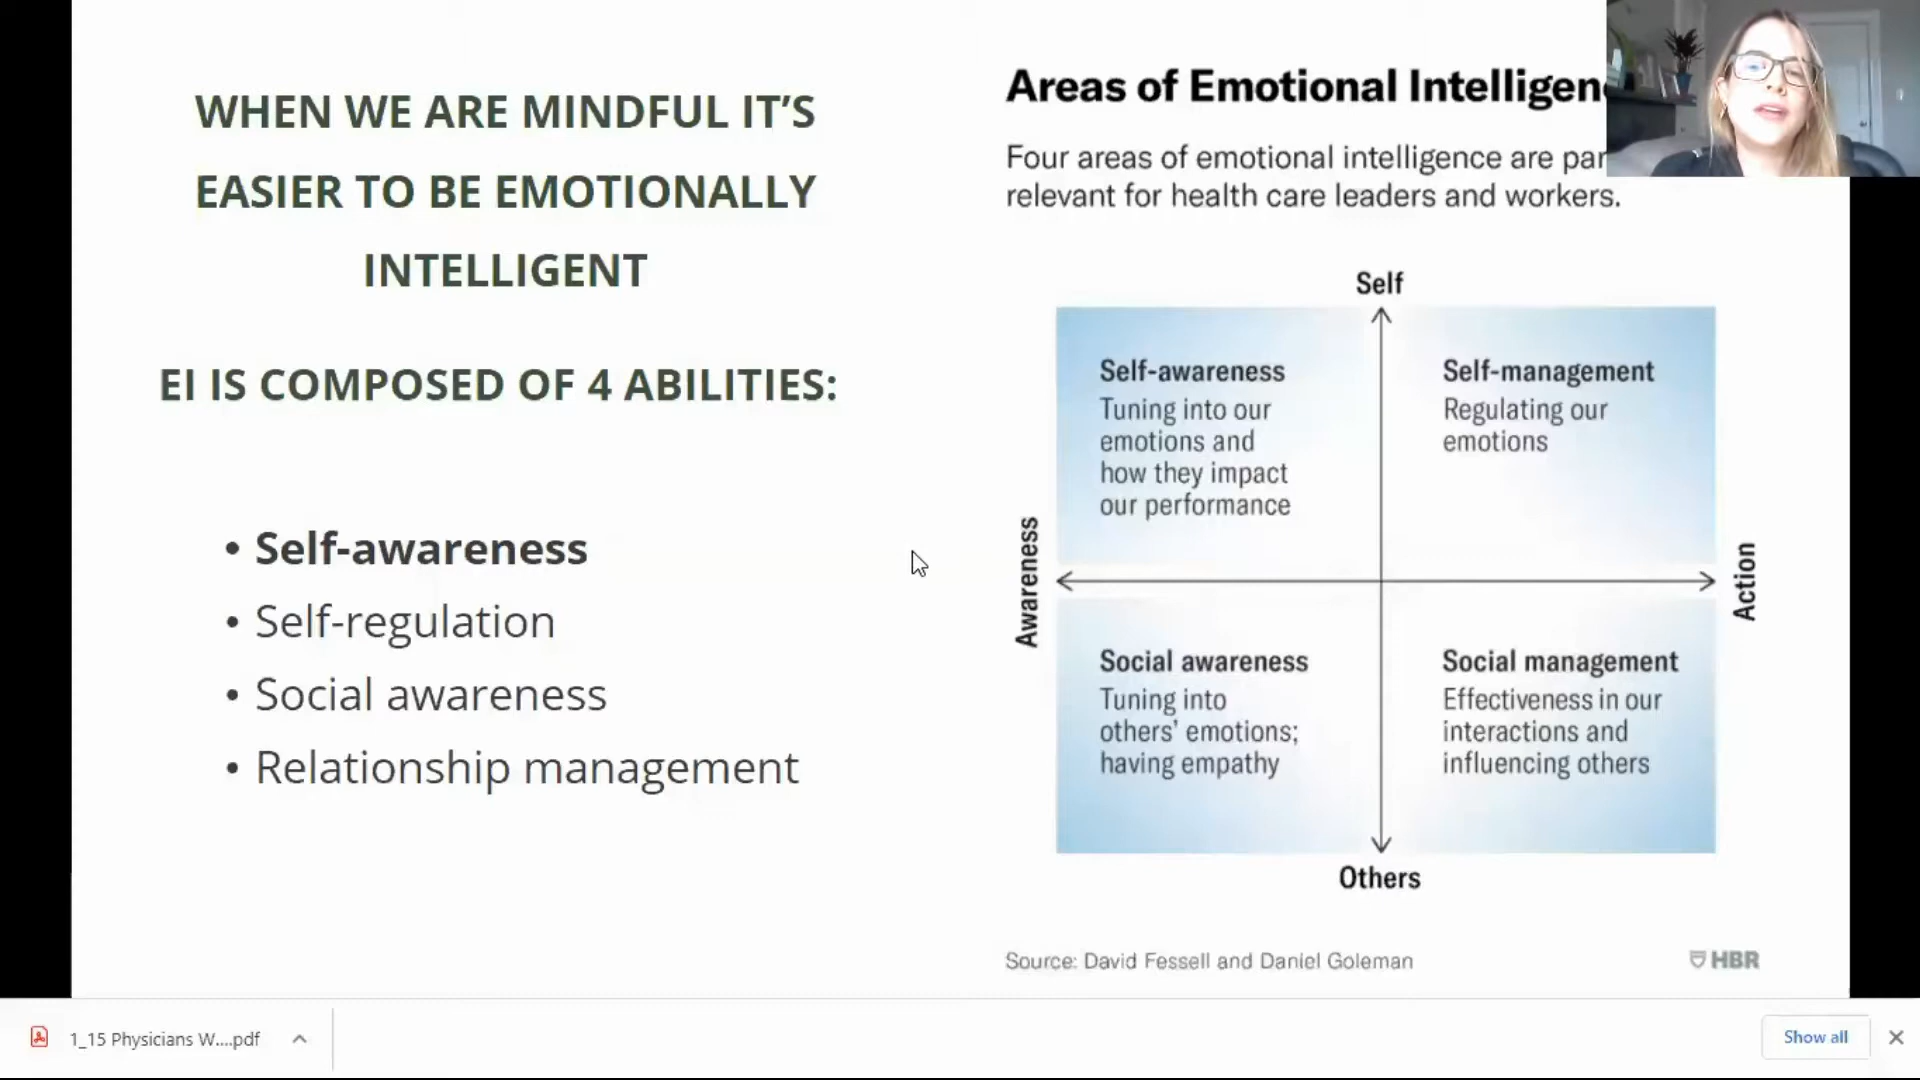 WHEN WE ARE MINDFUL IT'S
EASIER TO BE EMOTIONALLY
INTELLIGENT
EI IS COMPOSED OF 4 ABILITIES:
• Self-awareness
• Self-regulation
• Social awareness
• Relationship management
Areas of Emotional
Four areas of emotional intelligence are
relevant for health care leaders and workers.
Self
Self-awareness
Tuning into our
emotions and
how they impact
our performance
Self-management
Regulating our
emotions
Awareness
Action
Social awareness
Tuning into
others' emotions;
having empathy
Social management
Effectiveness in our
interactions and
influencing others
Others
Source: David Fessell and Daniel Goleman
HBR
1_15 Physicians W....pdf
Show all